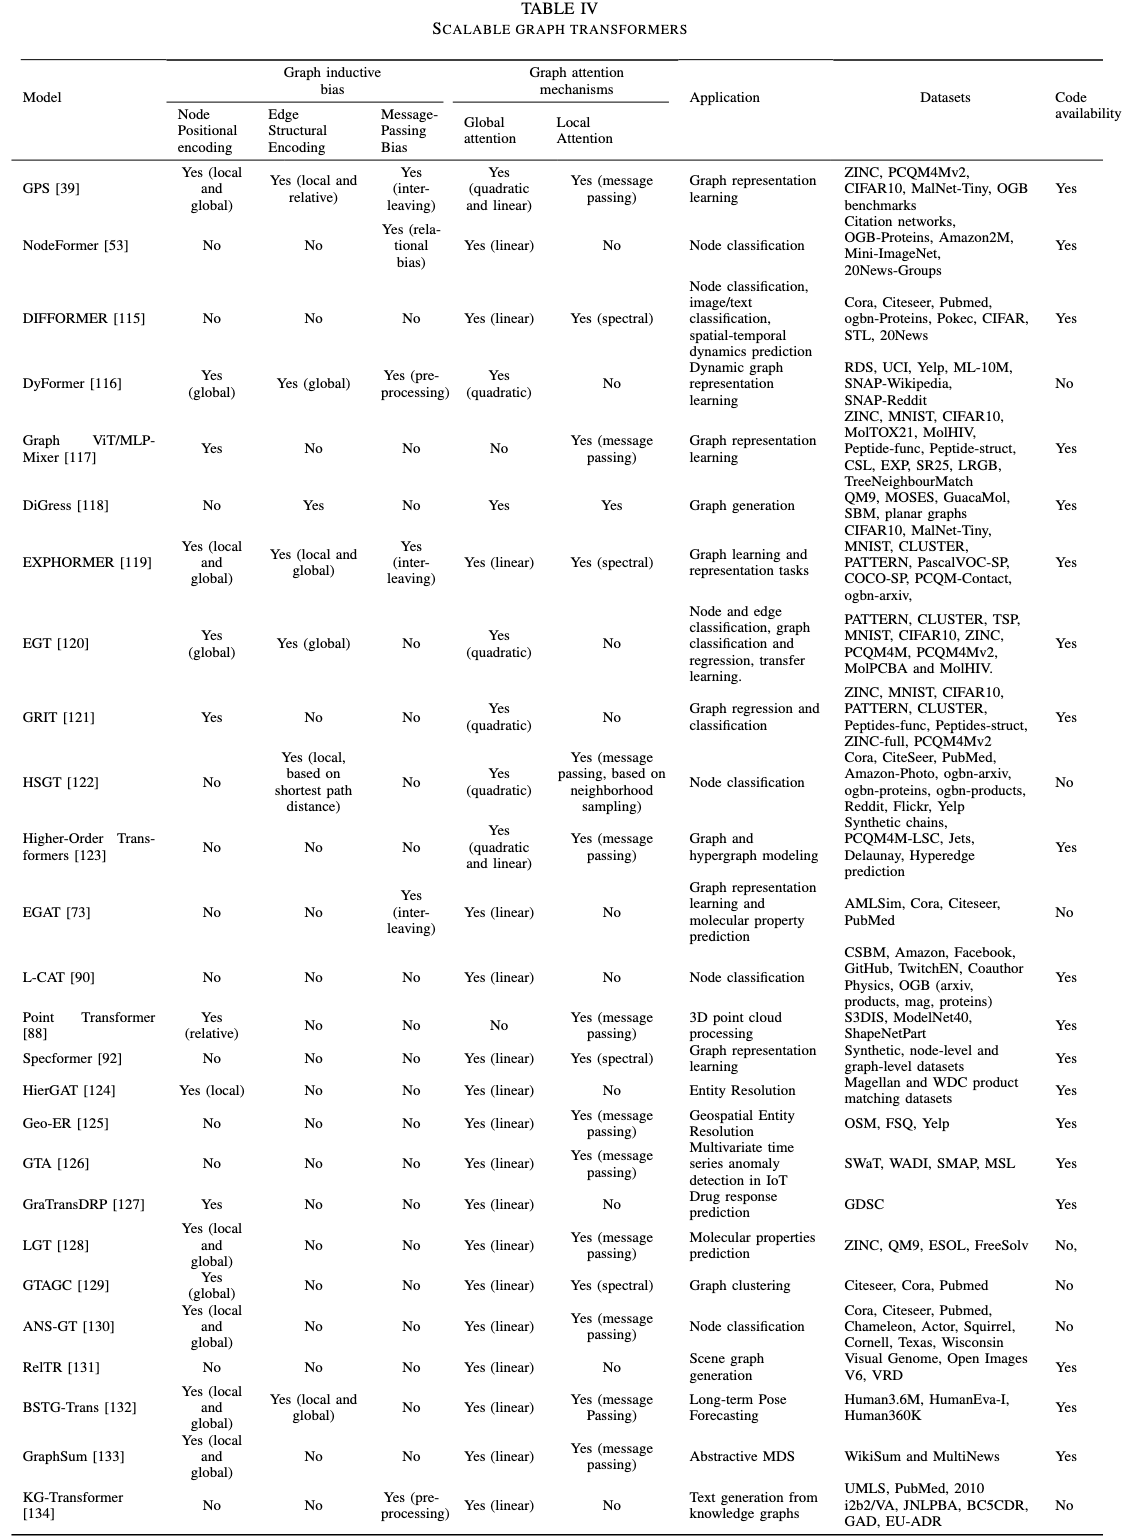 TABLE IV
SCALABLE GRAPH TRANSFORMERS
Graph inductive
bias
Graph attention
mechanisms
Model
Node
Positional
encoding
Edge
Structural
Encoding
Message-
Passing
Bias
Global
attention
Local
Attention
Application
Datasets
Code
availability
GPS [39]
Yes (local
and
global)
Yes (local and
relative)
Yes
(inter-
leaving)
Yes
(quadratic
and linear)
Yes (message
passing)
Graph representation
learning
ZINC, PCQM4Mv2,
CIFAR10, MalNet-Tiny, OGB
benchmarks
Yes
NodeFormer [53]
No
No
Yes (rela-
tional
bias)
Yes (linear)
No
Node classification
Citation networks,
OGB-Proteins, Amazon2M,
Mini-ImageNet,
20News-Groups
Yes
DIFFORMER [115]
No
No
No
Yes (linear)
Yes (spectral)
Node classification,
image/text
classification,
spatial-temporal
dynamics prediction
Cora, Citeseer, Pubmed,
ogbn-Proteins, Pokec, CIFAR,
STL, 20News
Yes
DyFormer [116]
Yes
(global)
Yes (global)
Yes (pre-
processing)
Yes
(quadratic)
No
Dynamic graph
representation
learning
RDS, UCI, Yelp, ML-10M,
SNAP-Wikipedia,
SNAP-Reddit
No
Graph ViT/MLP-
Mixer [117]
Yes
No
No
No
Yes (message
passing)
Graph representation
learning
ZINC, MNIST, CIFAR10,
MolTOX21, MolHIV,
Peptide-func, Peptide-struct,
CSL, EXP, SR25, LRGB,
TreeNeighbourMatch
Yes
DiGress [118]
No
Yes
No
Yes
Yes
Graph generation
QM9, MOSES, GuacaMol,
SBM, planar graphs
Yes
EXPHORMER [119]
Yes (local
and
global)
Yes (local and
global)
Yes
(inter-
leaving)
Yes (linear)
Yes (spectral)
Graph learning and
representation tasks
CIFAR10, MalNet-Tiny,
MNIST, CLUSTER,
PATTERN, PascalVOC-SP,
COCO-SP, PCQM-Contact,
ogbn-arxiv,
Yes
EGT [120]
Yes
(global)
Yes (global)
No
Yes
(quadratic)
No
Node and edge
classification, graph
classification and
regression, transfer
learning.
PATTERN, CLUSTER, TSP,
MNIST, CIFAR10, ZINC,
PCQM4M, PCQM4Mv2,
MolPCBA and MolHIV.
Yes
GRIT [121]
Yes
No
No
Yes
(quadratic)
No
Graph regression and
classification
ZINC, MNIST, CIFAR10,
PATTERN, CLUSTER,
Peptides-func, Peptides-struct,
ZINC-full, PCQM4Mv2
Yes
HSGT [122]
No
Yes (local,
based on
shortest path
distance)
No
Yes
(quadratic)
Yes (message
passing, based on
neighborhood
sampling)
Node classification
Cora, CiteSeer, PubMed,
Amazon-Photo, ogbn-arxiv,
ogbn-proteins, ogbn-products,
Reddit, Flickr, Yelp
No
Higher-Order Trans-
formers [123]
No
No
No
Yes
(quadratic
and linear)
Yes (message
passing)
Graph and
hypergraph modeling
Synthetic chains,
PCQM4M-LSC, Jets,
Delaunay, Hyperedge
prediction
Yes
EGAT [73]
No
No
Yes
(inter-
leaving)
Yes (linear)
No
Graph representation
learning and
molecular property
prediction
AMLSim, Cora, Citeseer,
PubMed
No
L-CAT [90]
No
No
No
Yes (linear)
No
Node classification
CSBM, Amazon, Facebook,
GitHub, TwitchEN, Coauthor
Physics, OGB (arxiv,
products, mag, proteins)
Yes
Point Transformer
[88]
Yes
(relative)
No
No
No
Yes (message
passing)
3D point cloud
processing
S3DIS, ModelNet40,
ShapeNetPart
Yes
Specformer [92]
No
No
No
Yes (linear)
Yes (spectral)
Graph representation
learning
Synthetic, node-level and
graph-level datasets
Yes
HierGAT [124]
Yes (local)
No
No
Yes (linear)
No
Entity Resolution
Magellan and WDC product
matching datasets
Yes
Geo-ER [125]
No
No
No
Yes (linear)
Yes (message
passing)
Geospatial Entity
Resolution
OSM, FSQ, Yelp
Yes
GTA [126]
No
No
No
Yes (linear)
Yes (message
passing)
Multivariate time
series anomaly
detection in IoT
SWaT, WADI, SMAP, MSL
Yes
GraTransDRP [127]
Yes
No
No
Yes (linear)
No
Drug response
prediction
GDSC
Yes
LGT [128]
Yes (local
and
global)
No
No
Yes (linear)
Yes (message
passing)
Molecular properties
prediction
ZINC, QM9, ESOL, FreeSolv
No,
GTAGC [129]
Yes
(global)
No
No
Yes (linear)
Yes (spectral)
Graph clustering
Citeseer, Cora, Pubmed
No
ANS-GT [130]
Yes (local
and
global)
No
No
Yes (linear)
Yes (message
passing)
Node classification
Cora, Citeseer, Pubmed,
Chameleon, Actor, Squirrel,
Cornell, Texas, Wisconsin
No
RelTR [131]
No
No
No
Yes (linear)
No
Scene graph
generation
Visual Genome, Open Images
V6, VRD
Yes
BSTG-Trans [132]
Yes (local
and
global)
Yes (local and
global)
No
Yes (linear)
Yes (message
Passing)
Long-term Pose
Forecasting
Human3.6M, HumanEva-I,
Human360K
Yes
GraphSum [133]
Yes (local
and
global)
No
No
Yes (linear)
Yes (message
passing)
Abstractive MDS
WikiSum and MultiNews
Yes
KG-Transformer
[134]
No
No
Yes (pre-
processing)
Yes (linear)
No
Text generation from
knowledge graphs
UMLS, PubMed, 2010
i2b2/VA, JNLPBA, BC5CDR,
GAD, EU-ADR
No